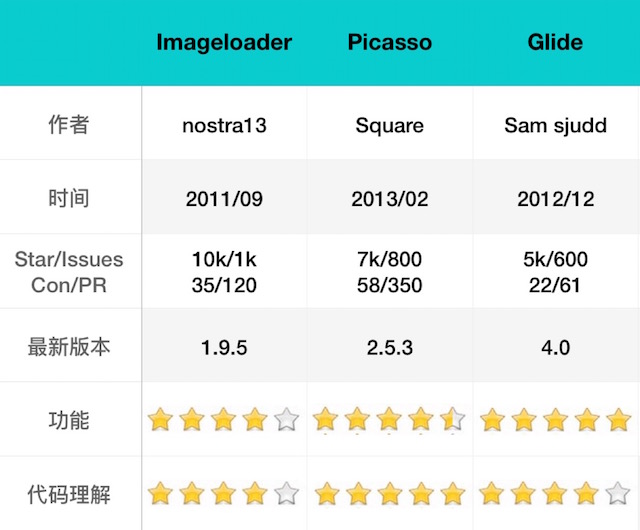 Imageloader Picasso Glide
作者 nostra13 Square Sam sjudd
时间 2011/09 2013/02 2012/12
Star/Issues 10k/1k 7k/800 5k/600
Con/PR 35/120 58/350 22/61
最新版本 1.9.5 2.5.3 4.0
功能
代码理解